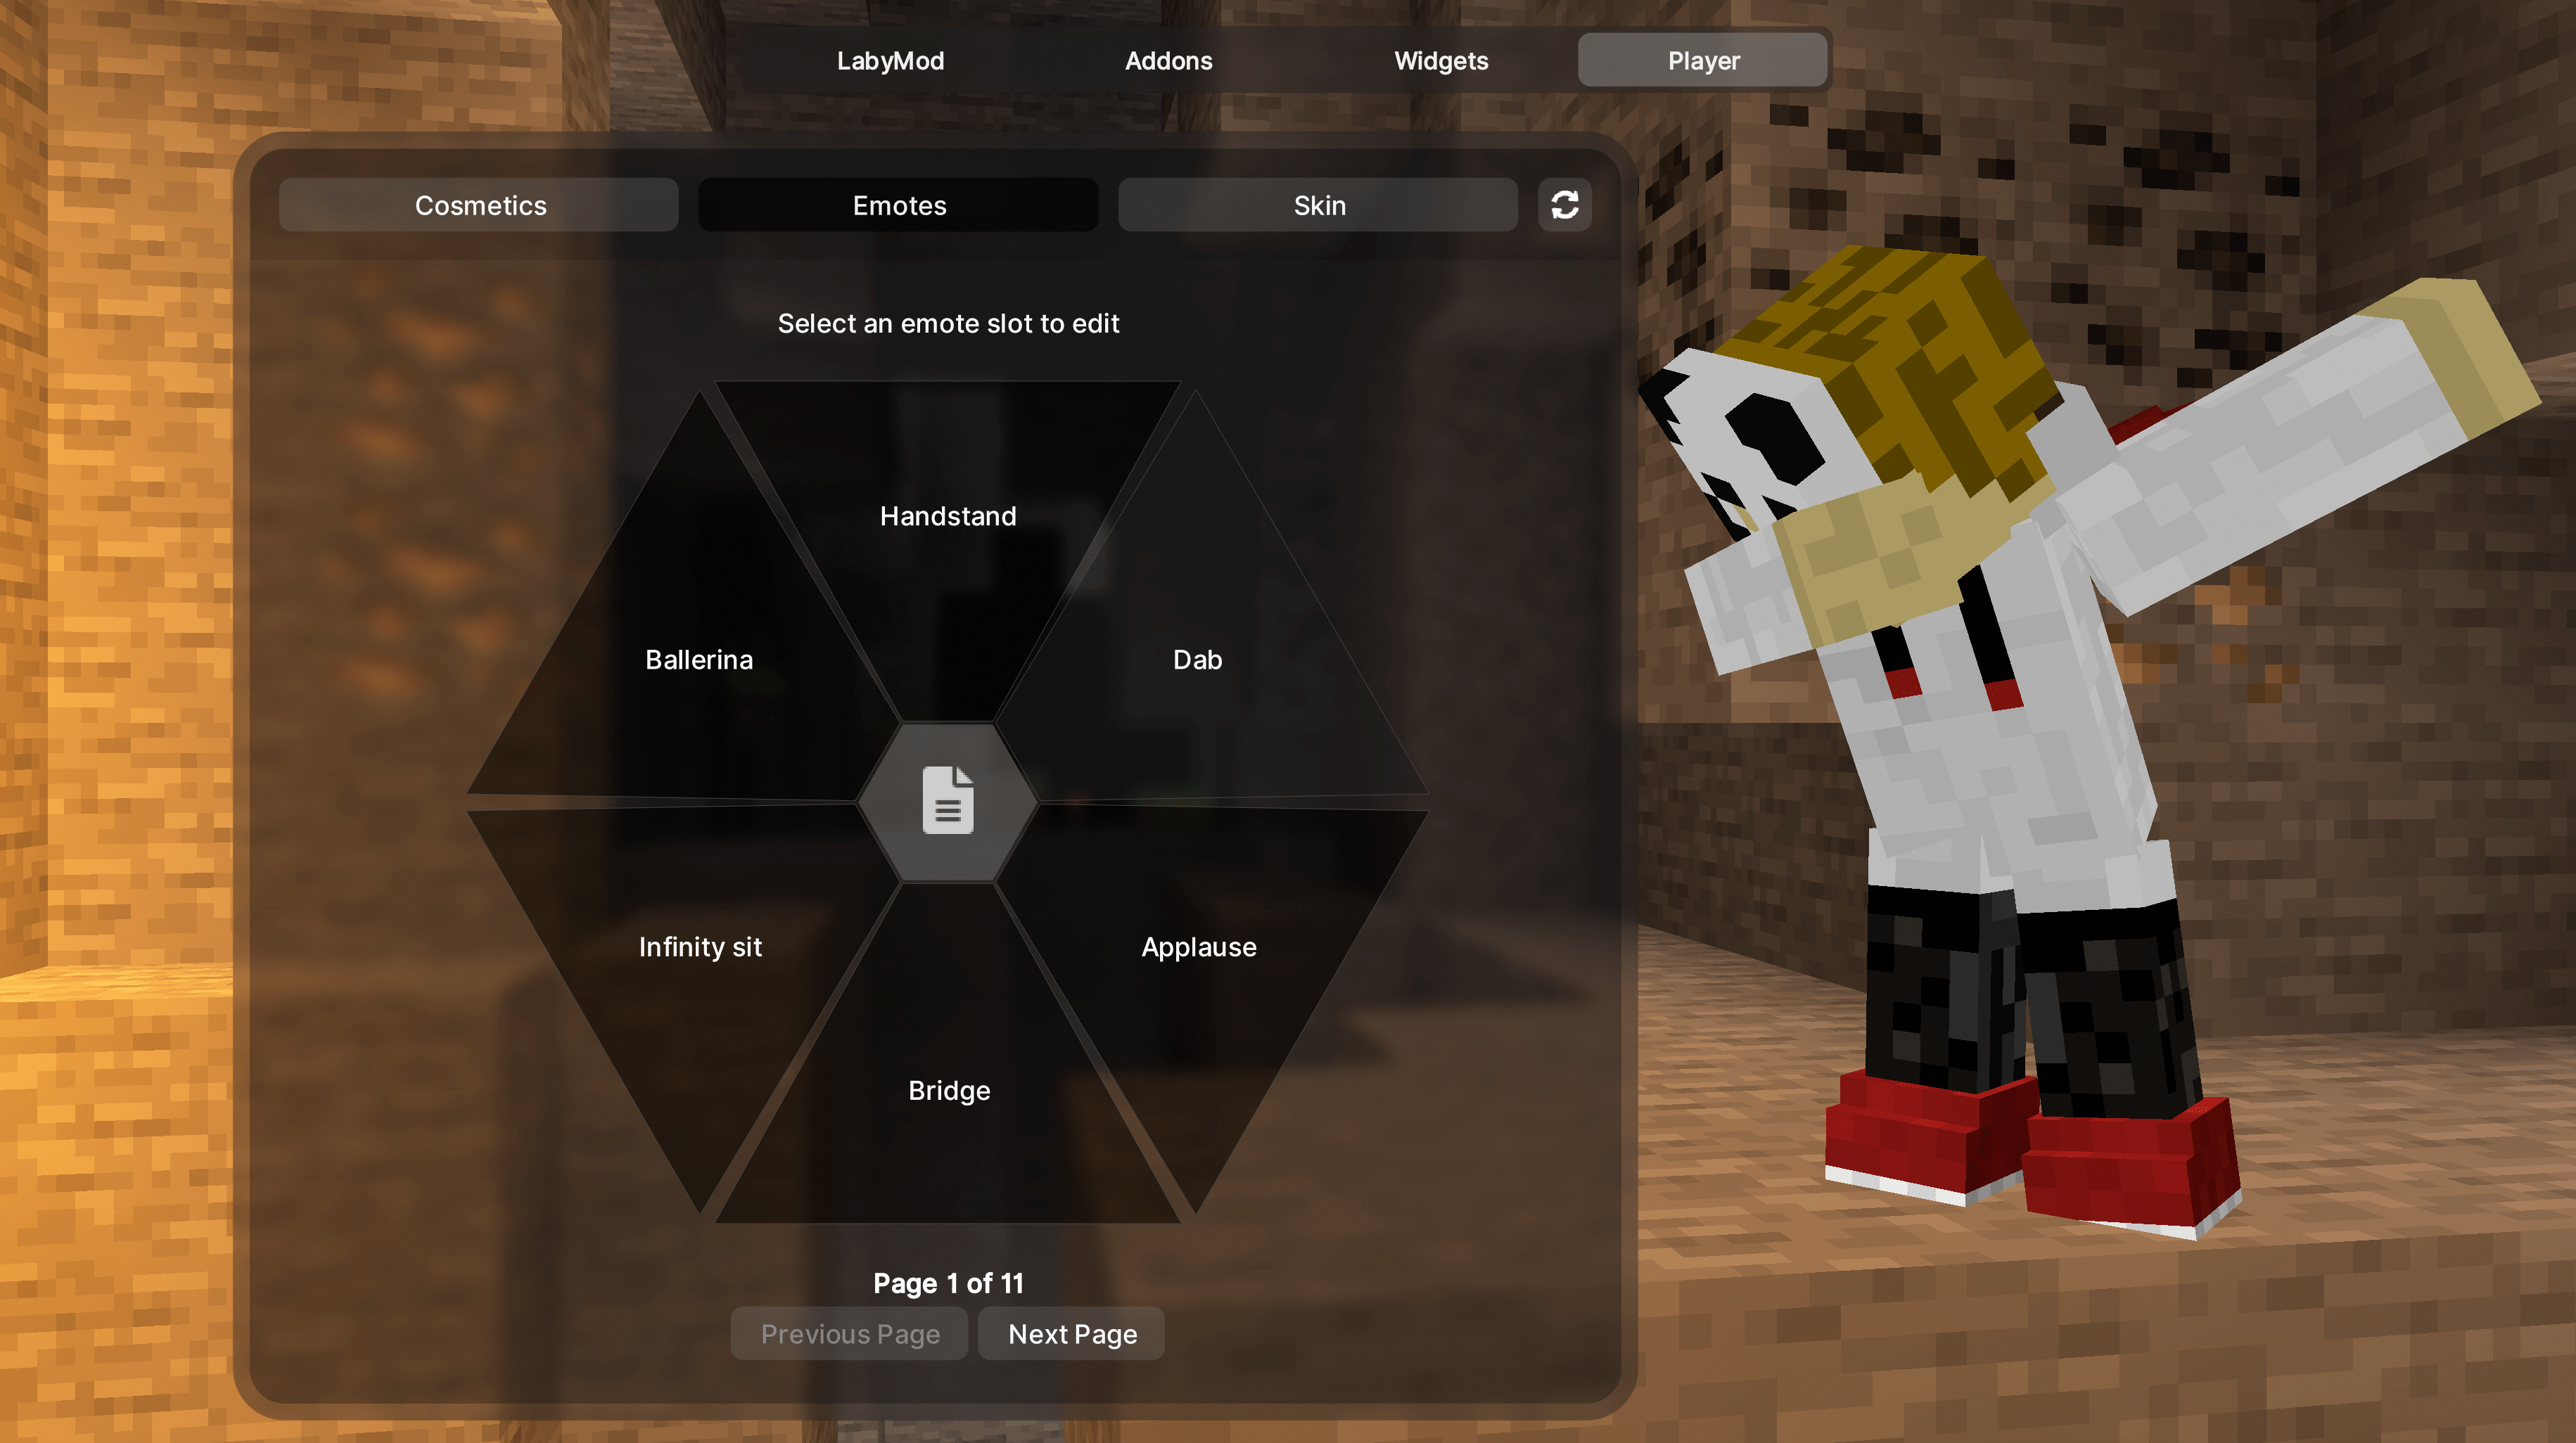 LabyMod Addons Widgets Player
Cosmetics Emotes Skin
Select an emote slot to edit
Handstand
Ballerina Dab
Infinity sit Applause
Bridge
Page 1 of 11
Previous Page Next Page